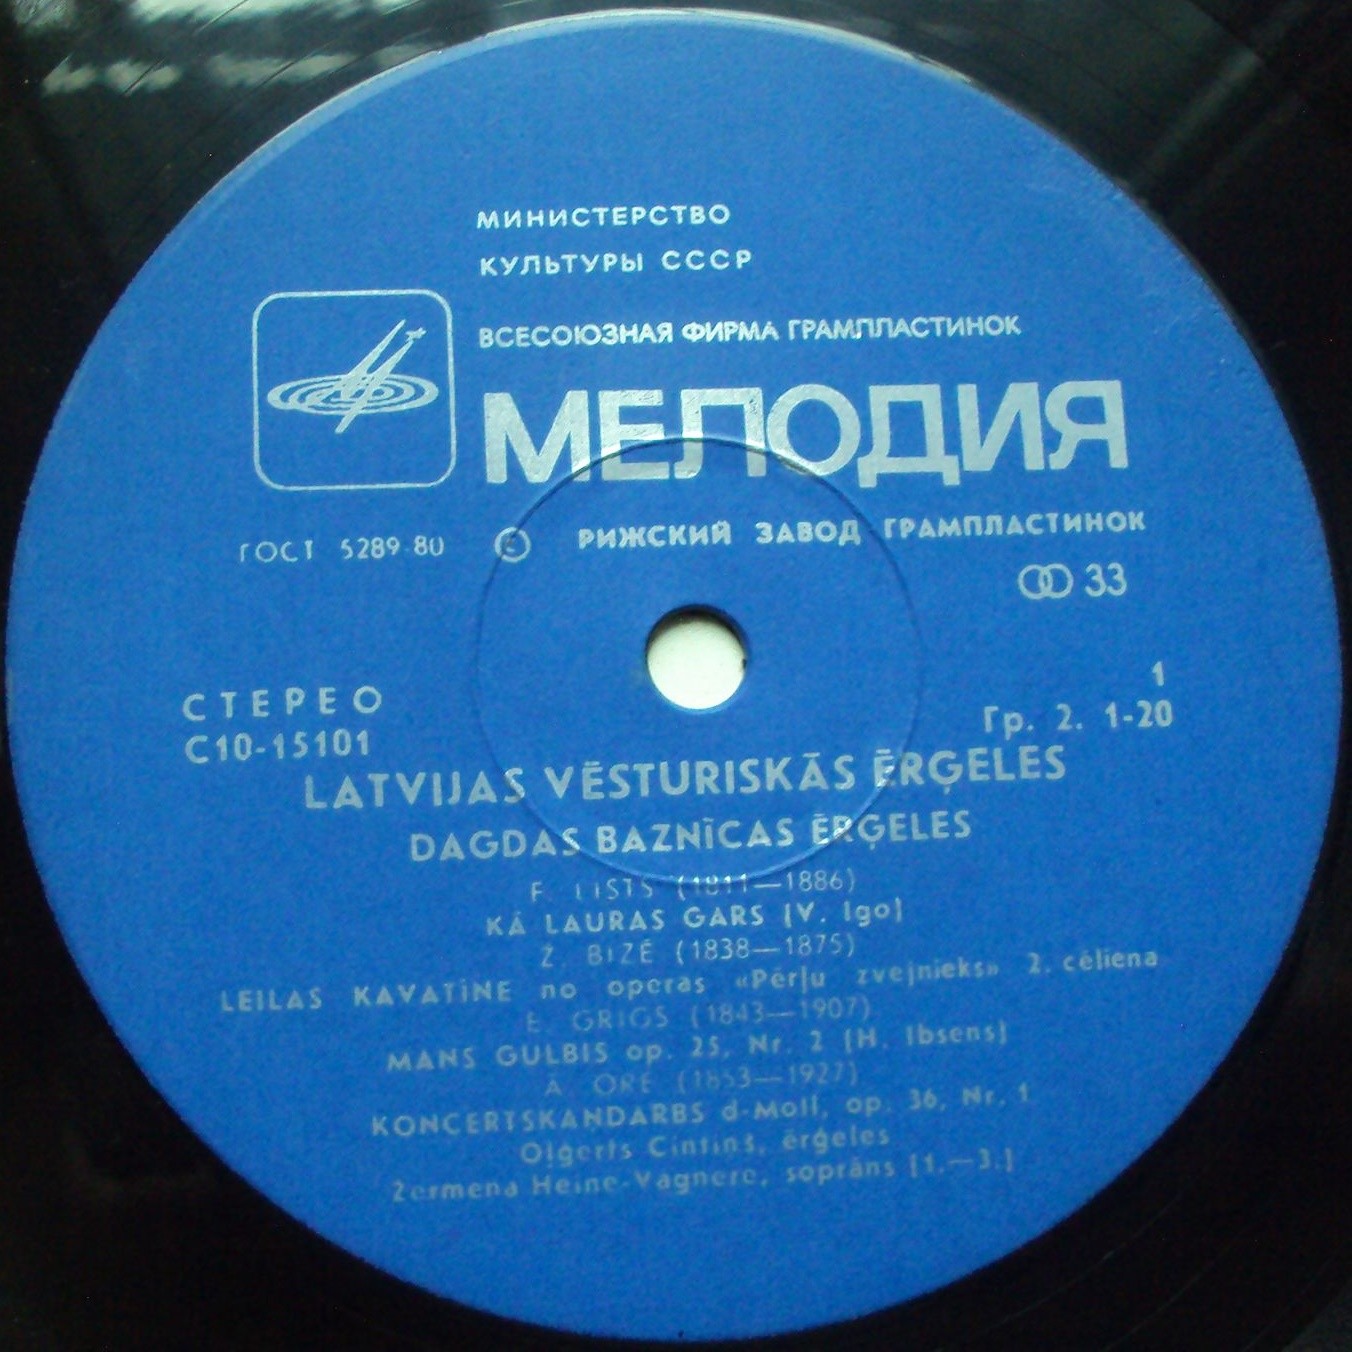 МИНИСТЕРСТВО
КУЛЬТУРЫ СССР
ВСЕСОЮЗНАЯ ФИРМА ГРАМПЛАСТИНОК
МЕЛОДИЯ
ГОСТ 5289-80 РИЖСКИЙ ЗАВОД ГРАМПЛАСТИНОК
33
СТЕРЕО 1
С10-15101 Гр. 2. 1-20
LATVIJAS VĒSTURISKĀS ĒRĢELES
DAGDAS BAZNĪCAS ĒRĢELES
F. LISTS (1811—1886)
KĀ LAURAS GARS (V. Igo)
Ž. BIZĒ (1838—1875)
LEILAS KAVATĪNE no operas «Pērļu zvejnieks» 2. cēliena
E. GRIGS (1843—1907)
MANS GULBIS op. 25, Nr. 2 (H. Ibsens)
A. ORE (1853—1927)
KONCERTSKAŅDARBS d-Moll, op. 36, Nr. 1
Oļģerts Cintiņš, ērģeles
Žermēna Heine-Vagnere, soprāns (1.—3.)